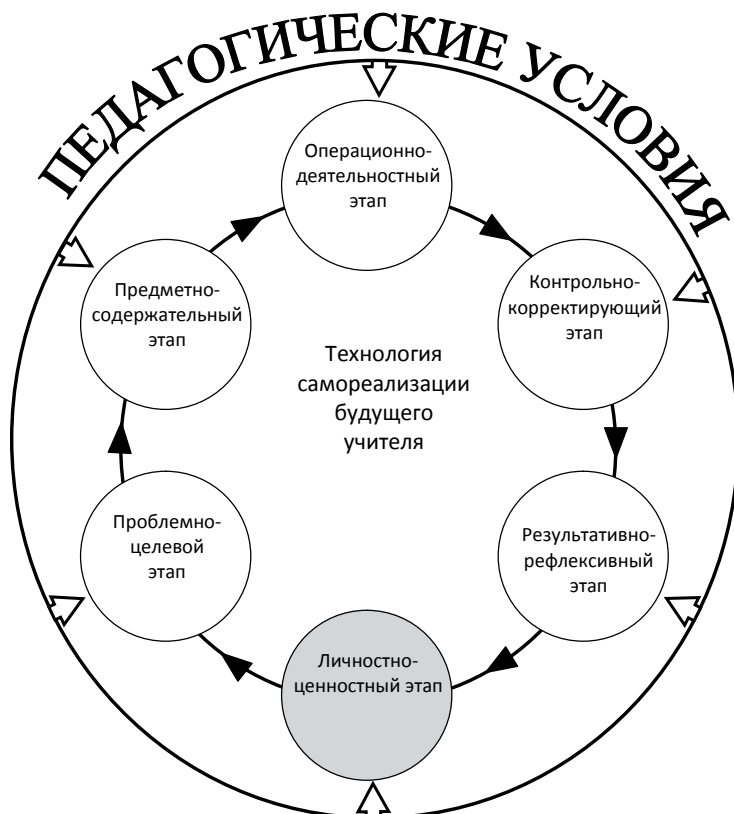 ПЕДАГОГИЧЕСКИЕ УСЛОВИЯ
Операционно-
деятельностный
этап
Предметно-
содержательный
этап
Контрольно-
корректирующий
этап
Технология
самореализации
будущего
учителя
Проблемно-
целевой
этап
Результативно-
рефлексивный
этап
Личностно-
ценностный этап